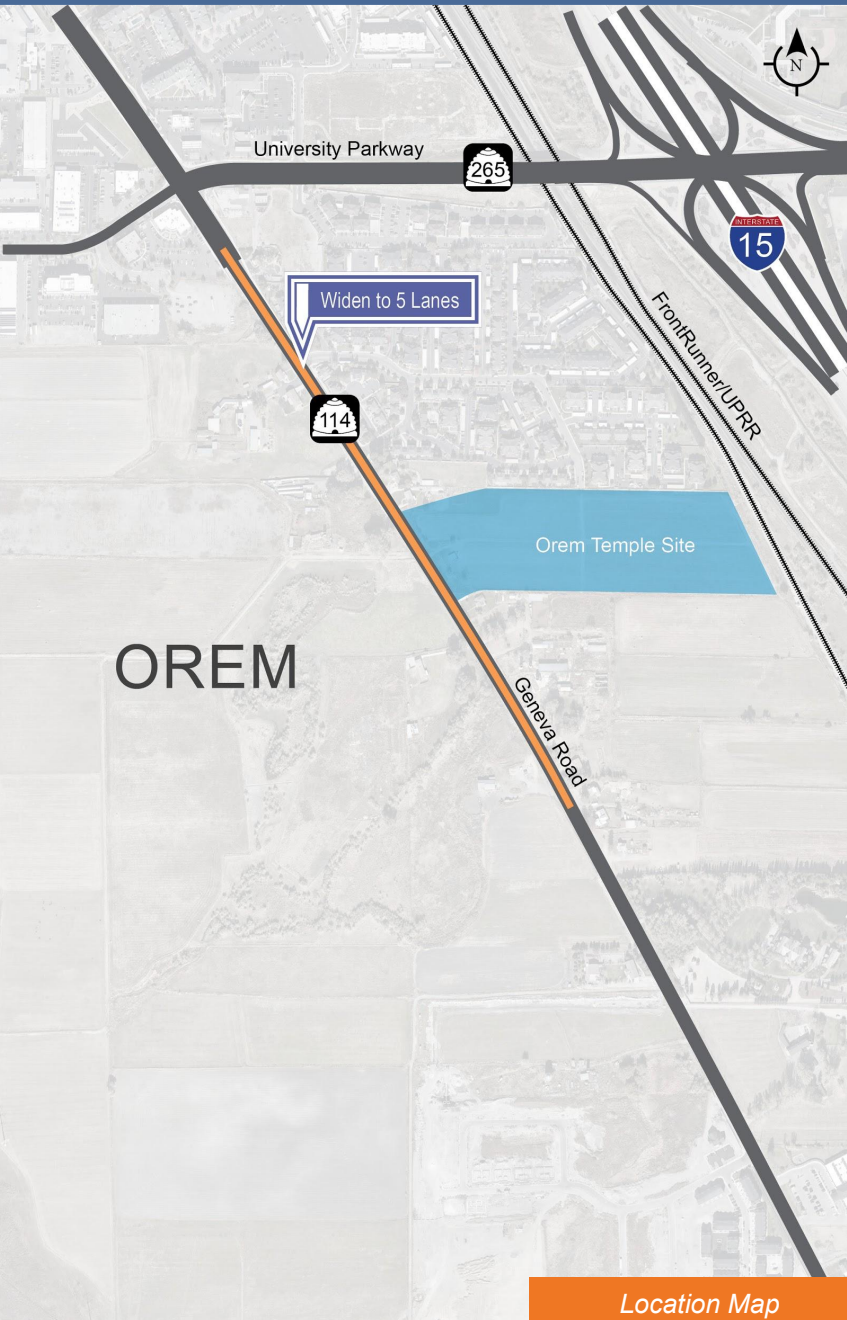 N
University Parkway
265
INTERSTATE
15
Widen to 5 Lanes
FrontRunner/UPRR
114
Orem Temple Site
OREM
Geneva Road
Location Map